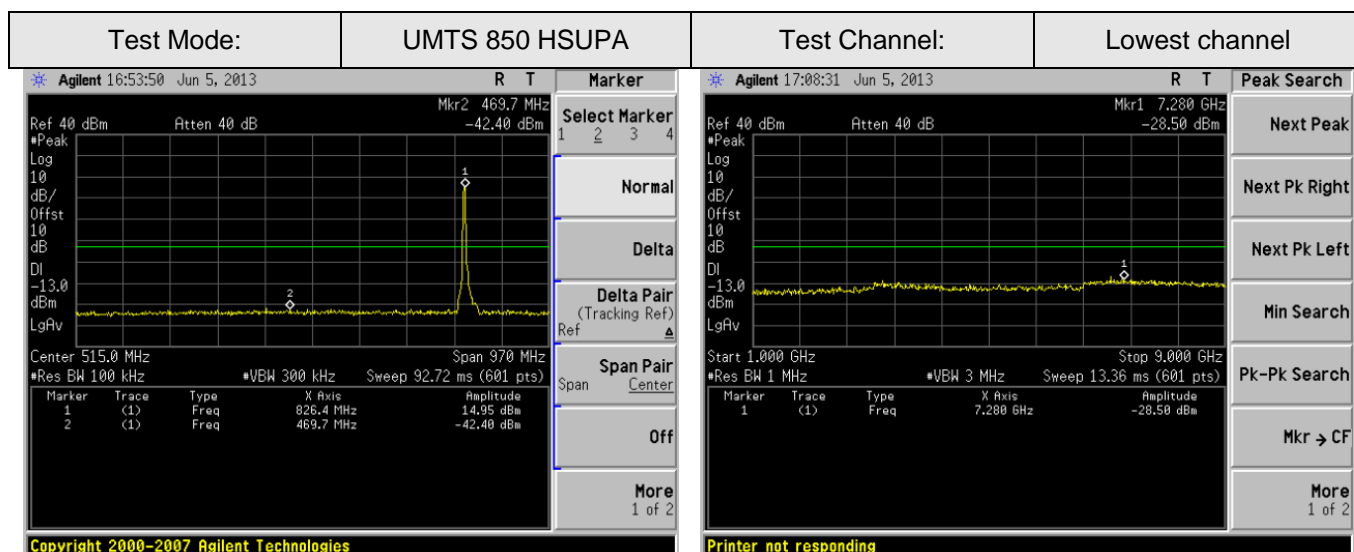 Test Mode: UMTS 850 HSUPA Test Channel: Lowest channel
Agilent 16:53:50 Jun 5, 2013 R T Marker
Mkr2 469.7 MHz
Ref 40 dBm Atten 40 dB -42.40 dBm
#Peak
Log
10
dB/
Offst
10
dB
DI
-13.0
dBm
LgAv
1
2
Center 515.0 MHz Span 970 MHz
#Res BW 100 kHz #VBW 300 kHz Sweep 92.72 ms (601 pts)
Marker Trace Type X Axis Amplitude
1 (1) Freq 826.4 MHz 14.95 dBm
2 (1) Freq 469.7 MHz -42.40 dBm
Select Marker
1 2 3 4
Normal
Delta
Delta Pair
(Tracking Ref)
Ref Δ
Span Pair
Span Center
Off
More
1 of 2
Copyright 2000-2007 Agilent Technologies
Agilent 17:08:31 Jun 5, 2013 R T Peak Search
Mkr1 7.280 GHz
Ref 40 dBm Atten 40 dB -28.50 dBm
#Peak
Log
10
dB/
Offst
10
dB
DI
-13.0
dBm
LgAv
1
Start 1.000 GHz Stop 9.000 GHz
#Res BW 1 MHz #VBW 3 MHz Sweep 13.36 ms (601 pts)
Marker Trace Type X Axis Amplitude
1 (1) Freq 7.280 GHz -28.50 dBm
Next Peak
Next Pk Right
Next Pk Left
Min Search
Pk-Pk Search
Mkr → CF
More
1 of 2
Printer not responding